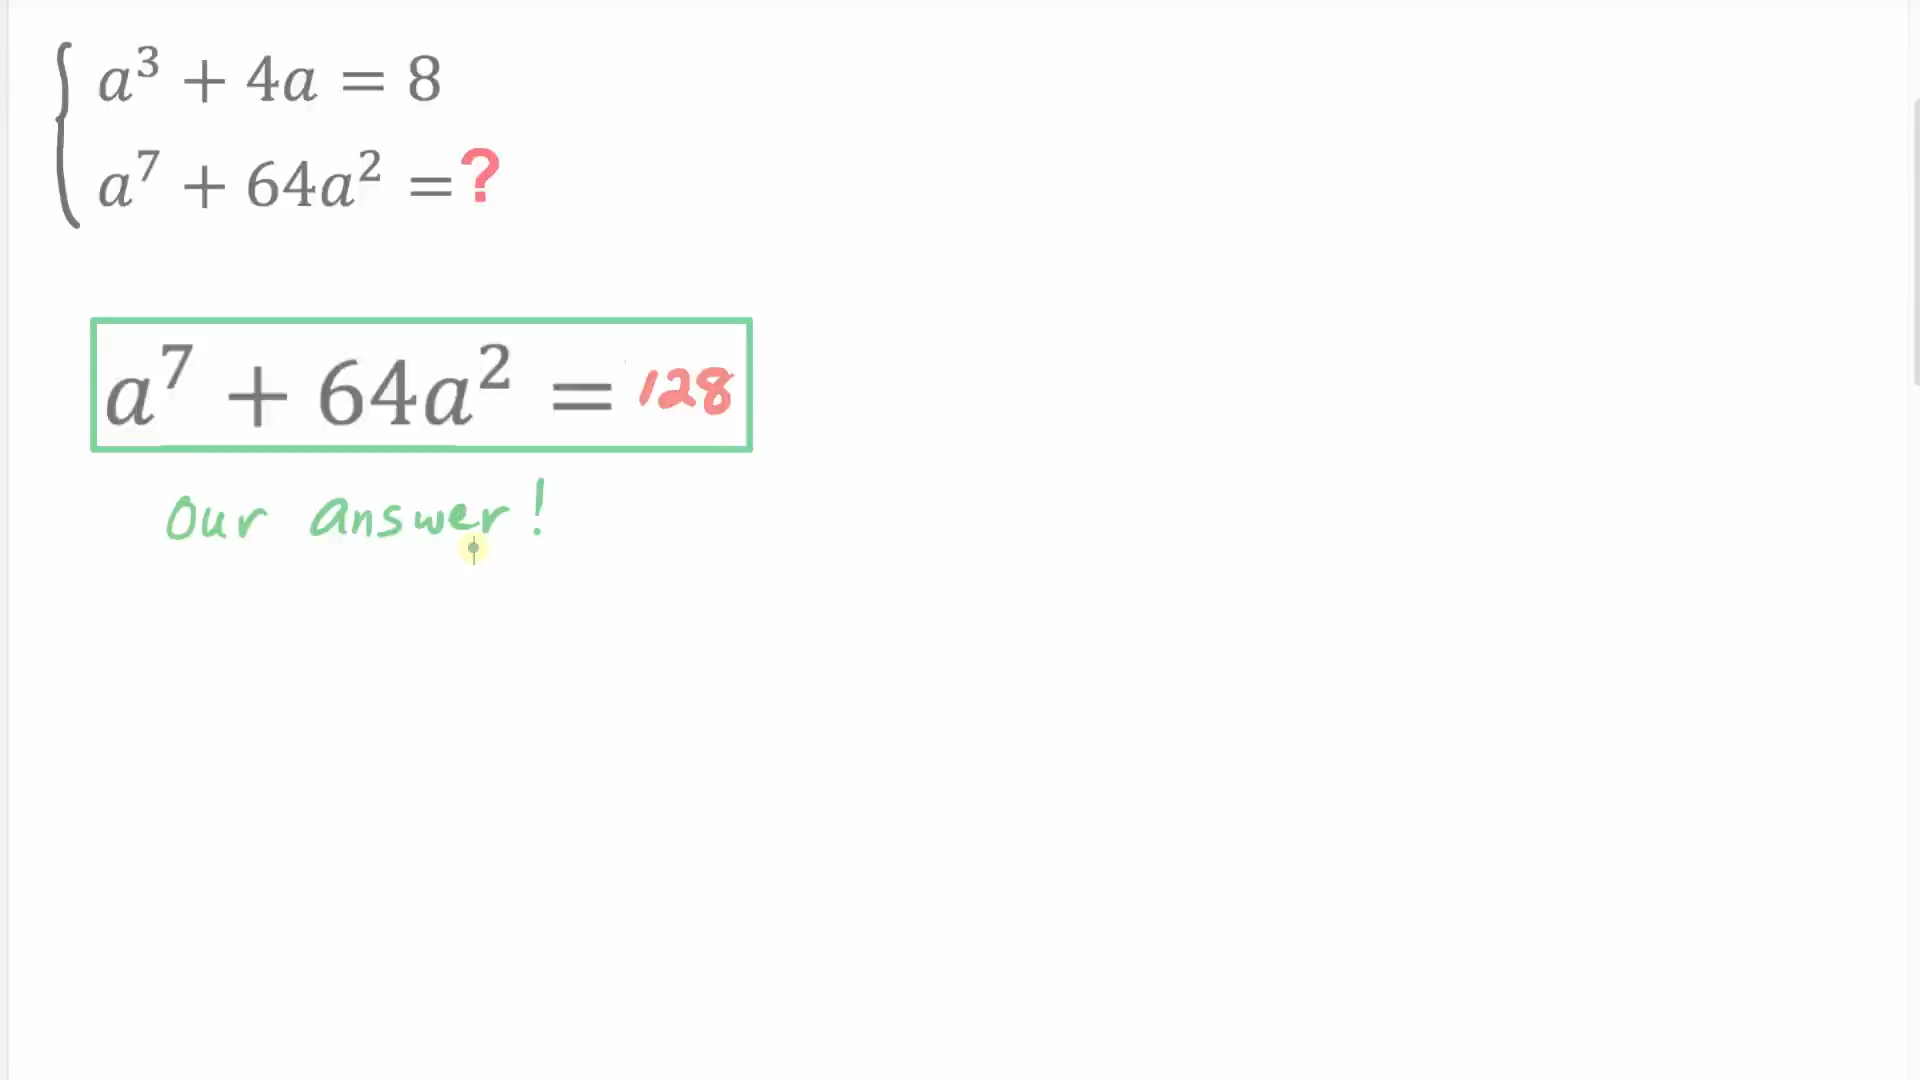 a³ + 4a = 8
a⁷ + 64a² =?
a⁷ + 64a² = 128
Our answer!